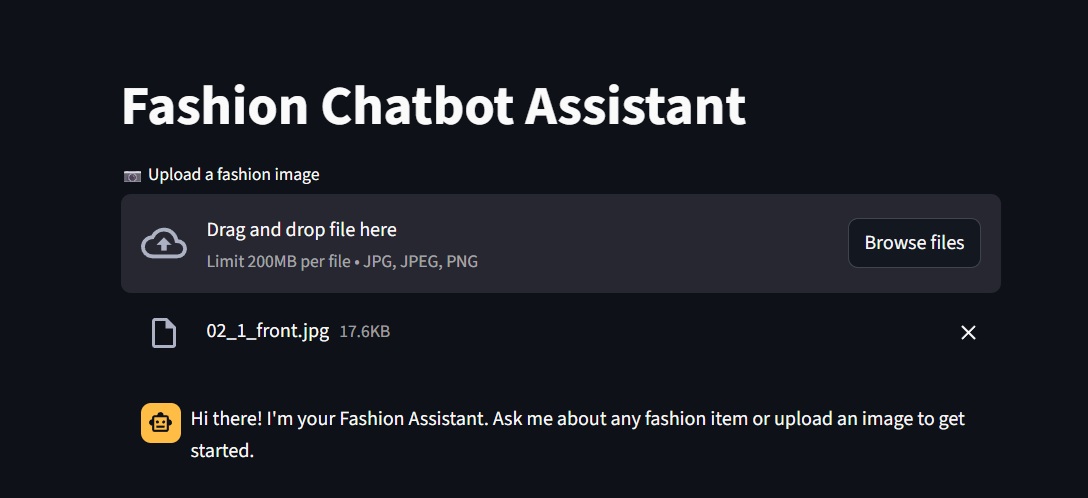 Fashion Chatbot Assistant
Upload a fashion image
Drag and drop file here
Limit 200MB per file • JPG, JPEG, PNG
Browse files
02_1_front.jpg 17.6KB
Hi there! I'm your Fashion Assistant. Ask me about any fashion item or upload an image to get
started.